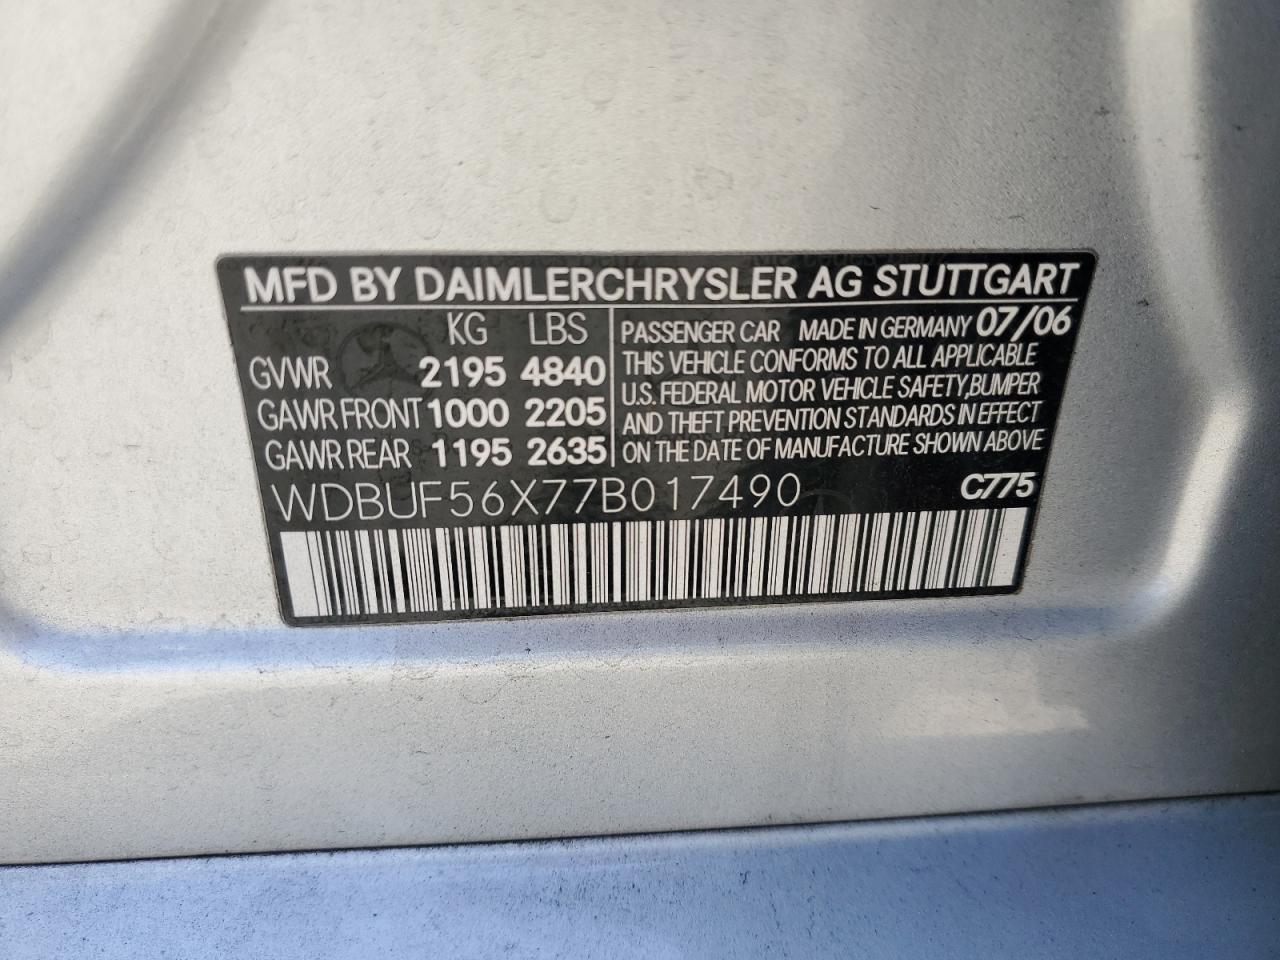 MFD BY DAIMLERCHRYSLER AG STUTTGART
KG LBS
GVWR 2195 4840
GAWR FRONT 1000 2205
GAWR REAR 1195 2635
PASSENGER CAR MADE IN GERMANY 07/06
THIS VEHICLE CONFORMS TO ALL APPLICABLE
U.S. FEDERAL MOTOR VEHICLE SAFETY, BUMPER
AND THEFT PREVENTION STANDARDS IN EFFECT
ON THE DATE OF MANUFACTURE SHOWN ABOVE
WDBUF56X77B017490 C775